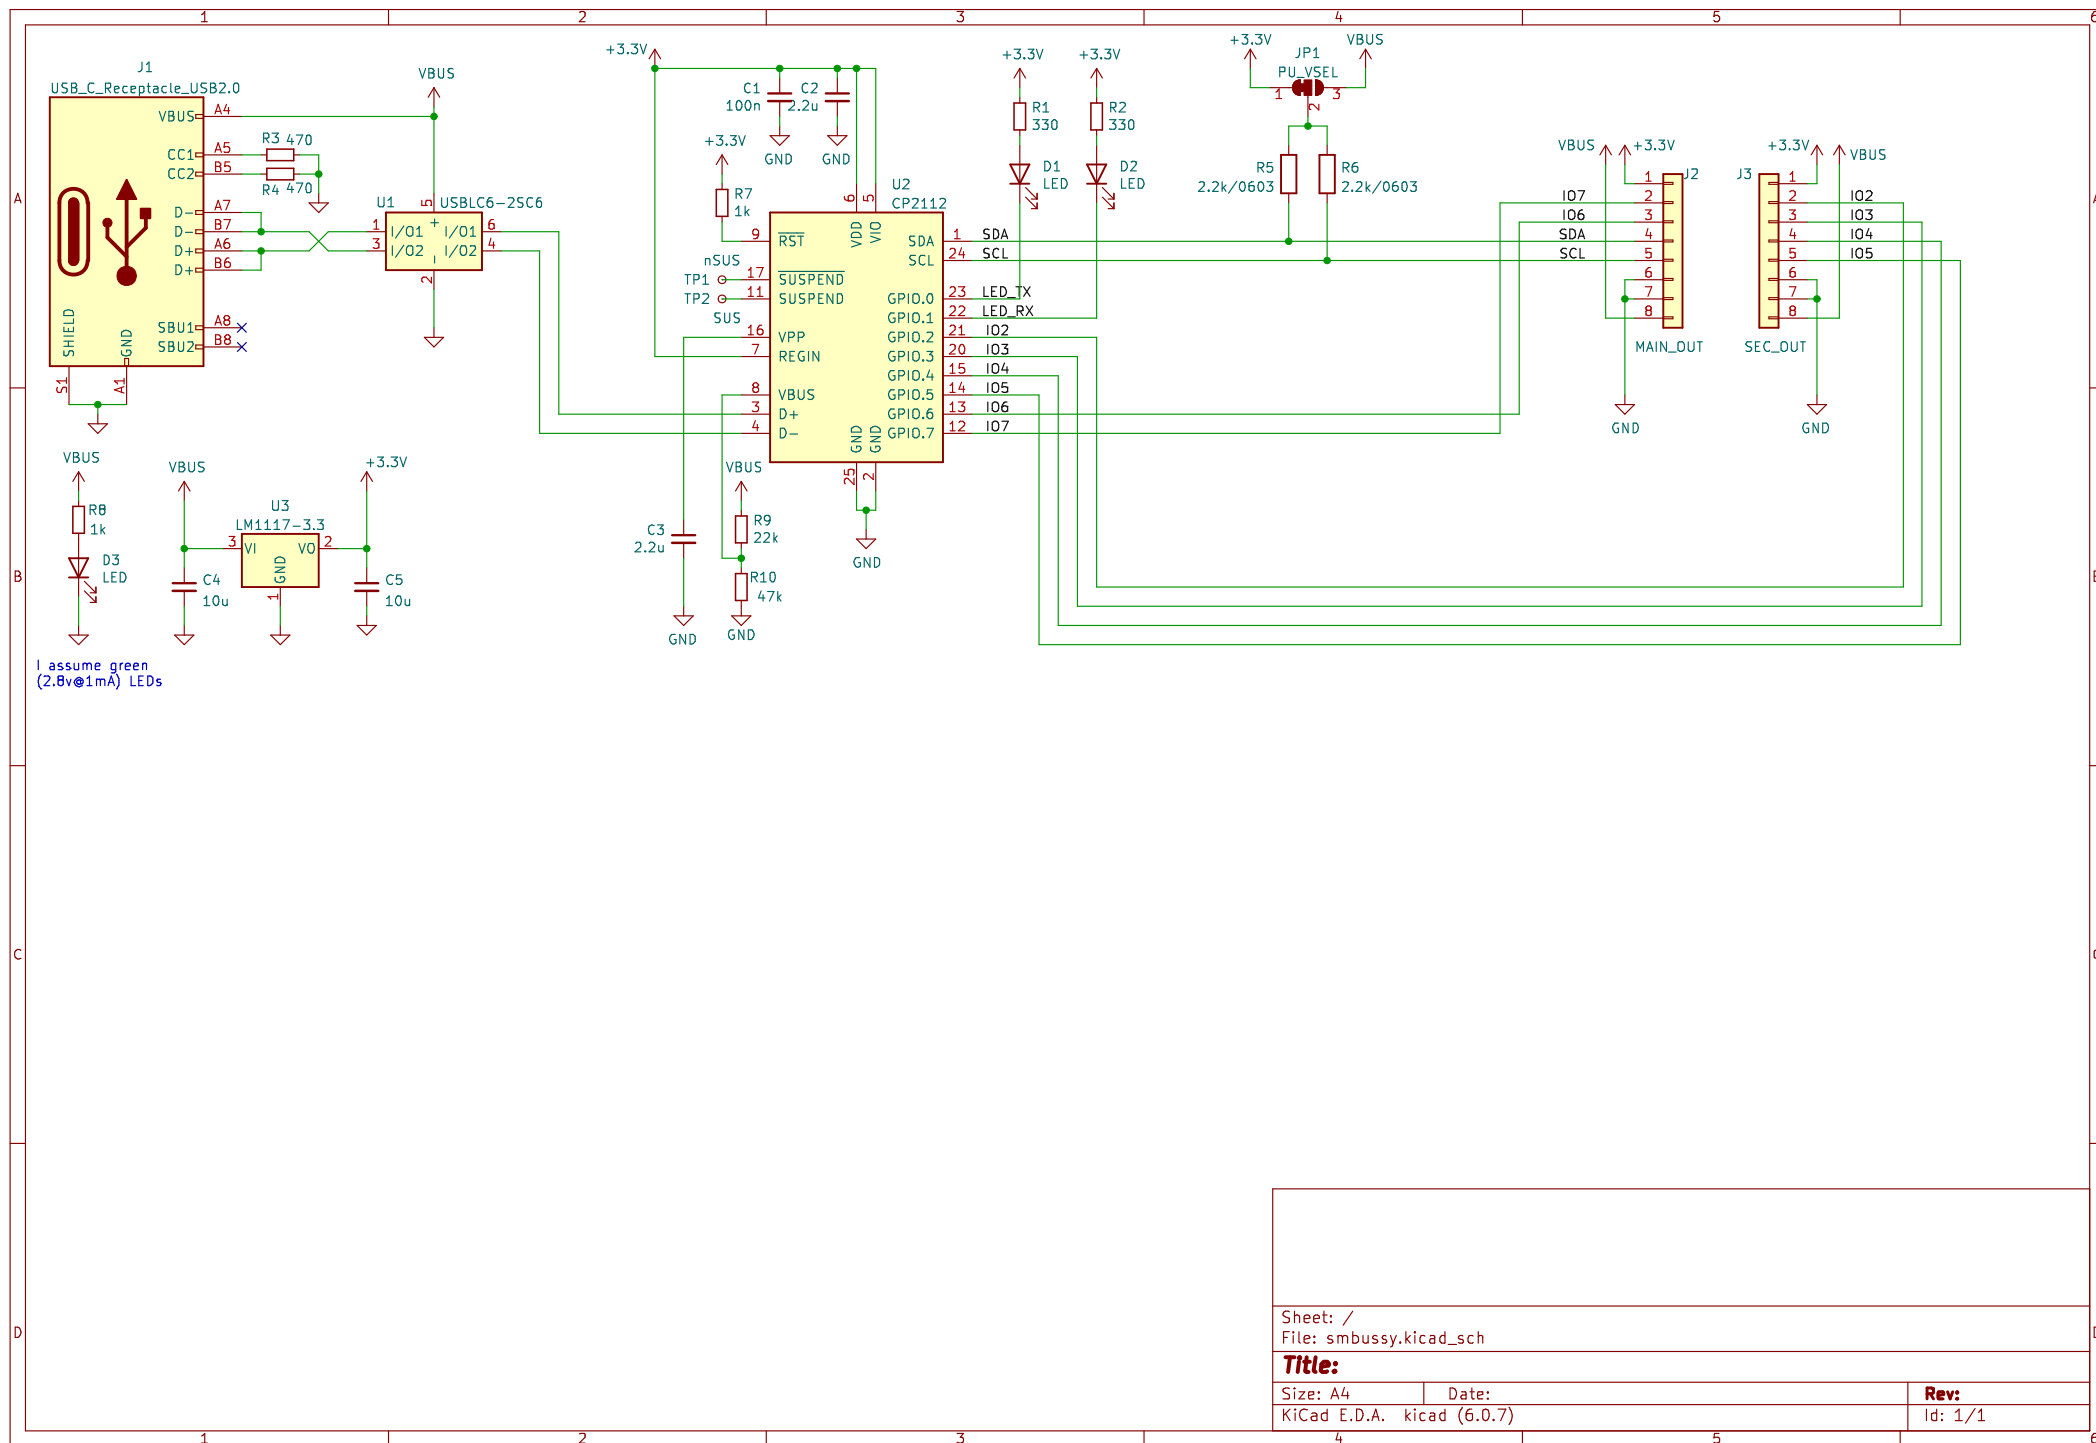 1 2 3 4 5 6
A
B
C
D
J1
USB_C_Receptacle_USB2.0
VBUS A4
CC1 A5
CC2 B5
D- A7
D- B7
D+ A6
D+ B6
SBU1 A8
SBU2 B8
SHIELD
GND
S1
A1
R3 470
R4 470
VBUS
U1 USBLC6-2SC6
1 I/O1 + I/O1 6
3 I/O2 - I/O2 4
5
2
+3.3V
C1
100n
C2
2.2u
GND
GND
+3.3V
R7
1k
U2
CP2112
6 5
VDD VIO
9 RST
nSUS
TP1 17 SUSPEND
TP2 11 SUSPEND
SUS
16 VPP
7 REGIN
8 VBUS
3 D+
4 D-
GND GND
25 2
GND
SDA 1 SDA
SCL 24 SCL
GPIO.0 23 LED_TX
GPIO.1 22 LED_RX
GPIO.2 21 IO2
GPIO.3 20 IO3
GPIO.4 15 IO4
GPIO.5 14 IO5
GPIO.6 13 IO6
GPIO.7 12 IO7
+3.3V
R1
330
D1
LED
+3.3V
R2
330
D2
LED
+3.3V
JP1
PU_VSEL
VBUS
1 2 3
R5
2.2k/0603
R6
2.2k/0603
VBUS +3.3V
J2
1
IO7 2
IO6 3
SDA 4
SCL 5
6
7
8
MAIN_OUT
GND
+3.3V VBUS
J3
1
2 IO2
3 IO3
4 IO4
5 IO5
6
7
8
SEC_OUT
GND
VBUS
R8
1k
D3
LED
VBUS
C4
10u
U3
LM1117-3.3
3 VI VO 2
GND
1
+3.3V
C5
10u
C3
2.2u
GND
VBUS
R9
22k
R10
47k
GND
I assume green
(2.8v@1mA) LEDs
Sheet: /
File: smbussy.kicad_sch
Title:
Size: A4 Date: Rev:
KiCad E.D.A. kicad (6.0.7) Id: 1/1
1 2 3 4 5 6